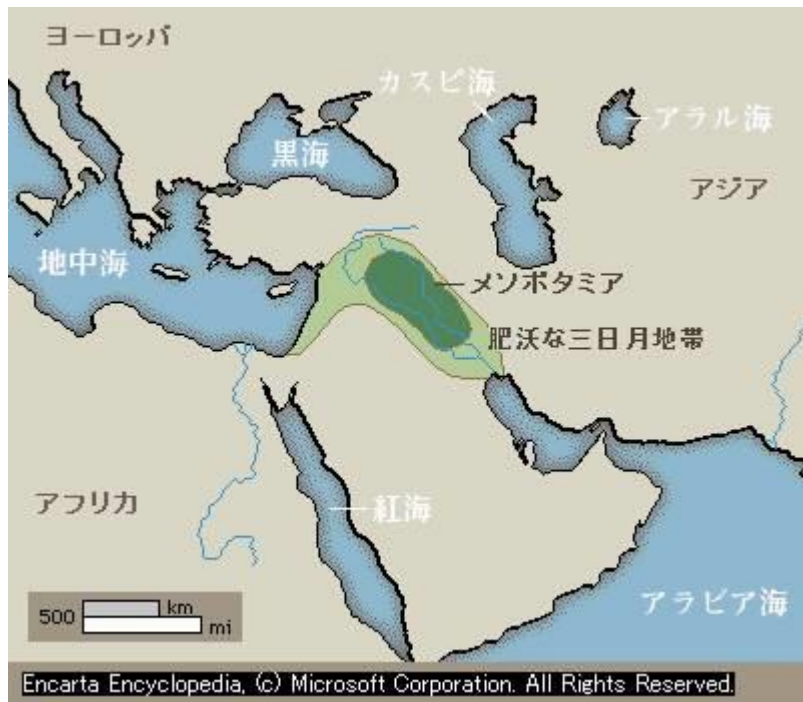 ヨーロッパ
カスピ海
アラル海
黒海
アジア
地中海
メソポタミア
肥沃な三日月地帯
アフリカ
紅海
アラビア海
500 km
mi
Encarta Encyclopedia, (c) Microsoft Corporation. All Rights Reserved.